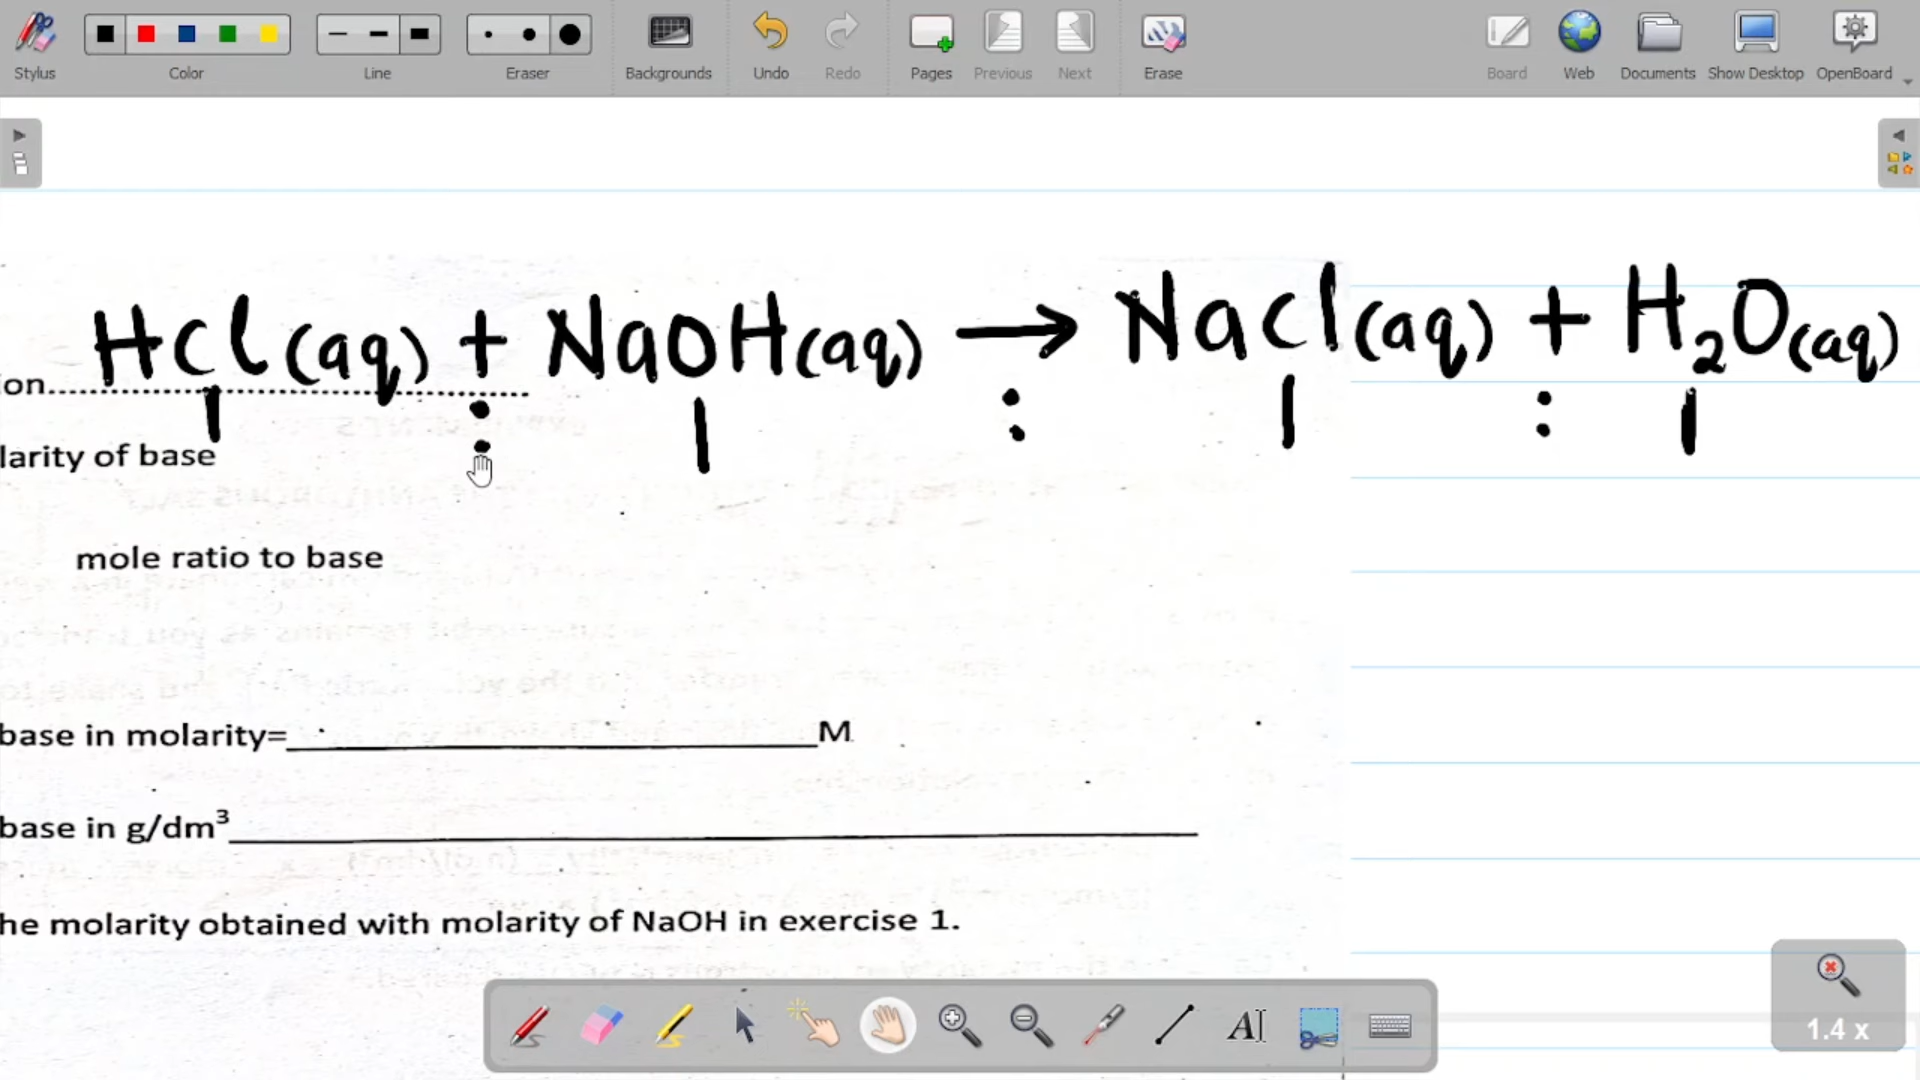 Stylus Color Line Eraser Backgrounds Undo Redo Pages Previous Next Erase Board Web Documents Show Desktop OpenBoard
HCl(aq) + NaOH(aq) → NaCl(aq) + H₂O(aq)
ion
1 : 1 : 1 : 1
larity of base
mole ratio to base
base in molarity= M
base in g/dm³
he molarity obtained with molarity of NaOH in exercise 1.
AI
1.4 x